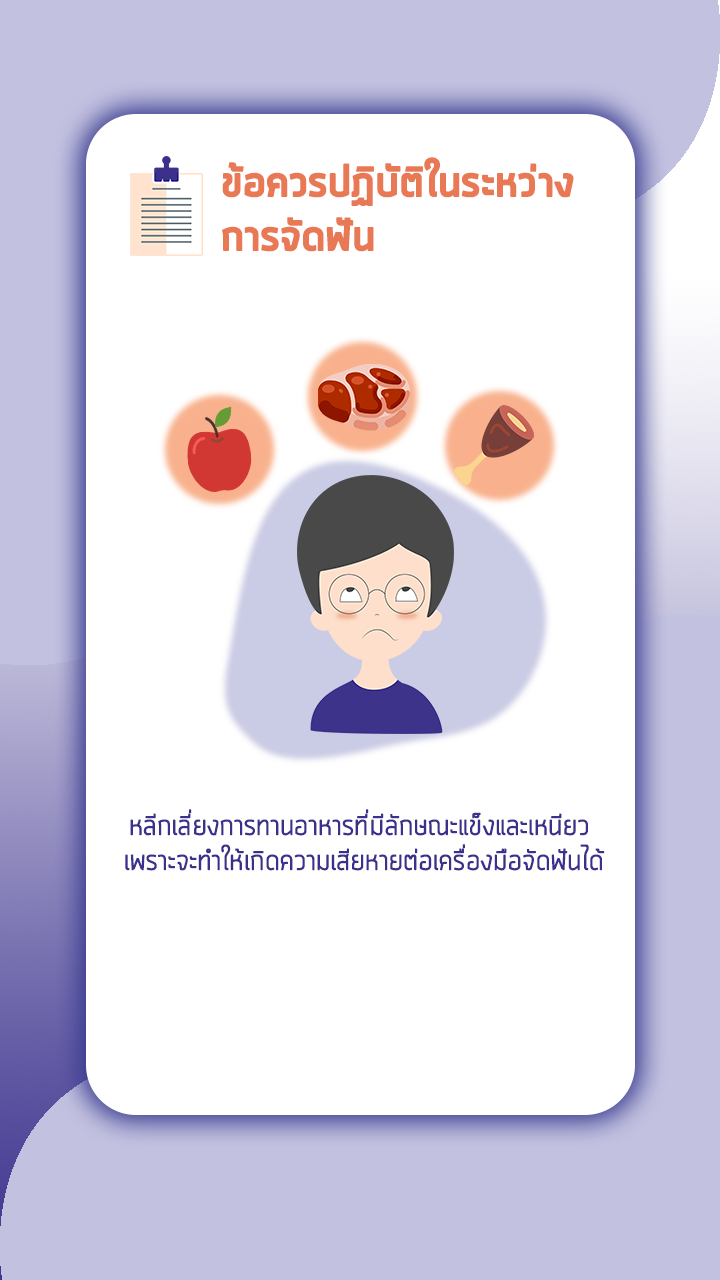 ข้อควรปฏิบัติในระหว่าง
การจัดฟัน
หลีกเลี่ยงการทานอาหารที่มีลักษณะแข็งและเหนียว
เพราะจะทำให้เกิดความเสียหายต่อเครื่องมือจัดฟันได้